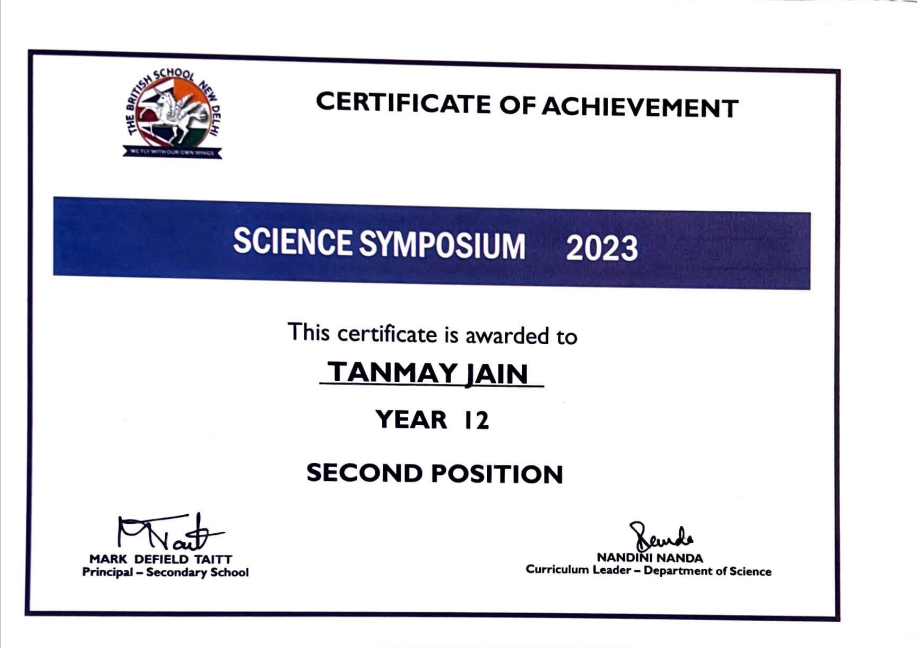 THE BRITISH SCHOOL NEW DELHI
WE FLY WITH OUR OWN WINGS
CERTIFICATE OF ACHIEVEMENT
SCIENCE SYMPOSIUM 2023
This certificate is awarded to
TANMAY JAIN
YEAR 12
SECOND POSITION
MTaitt
MARK DEFIELD TAITT
Principal – Secondary School
NANDINI NANDA
Curriculum Leader – Department of Science